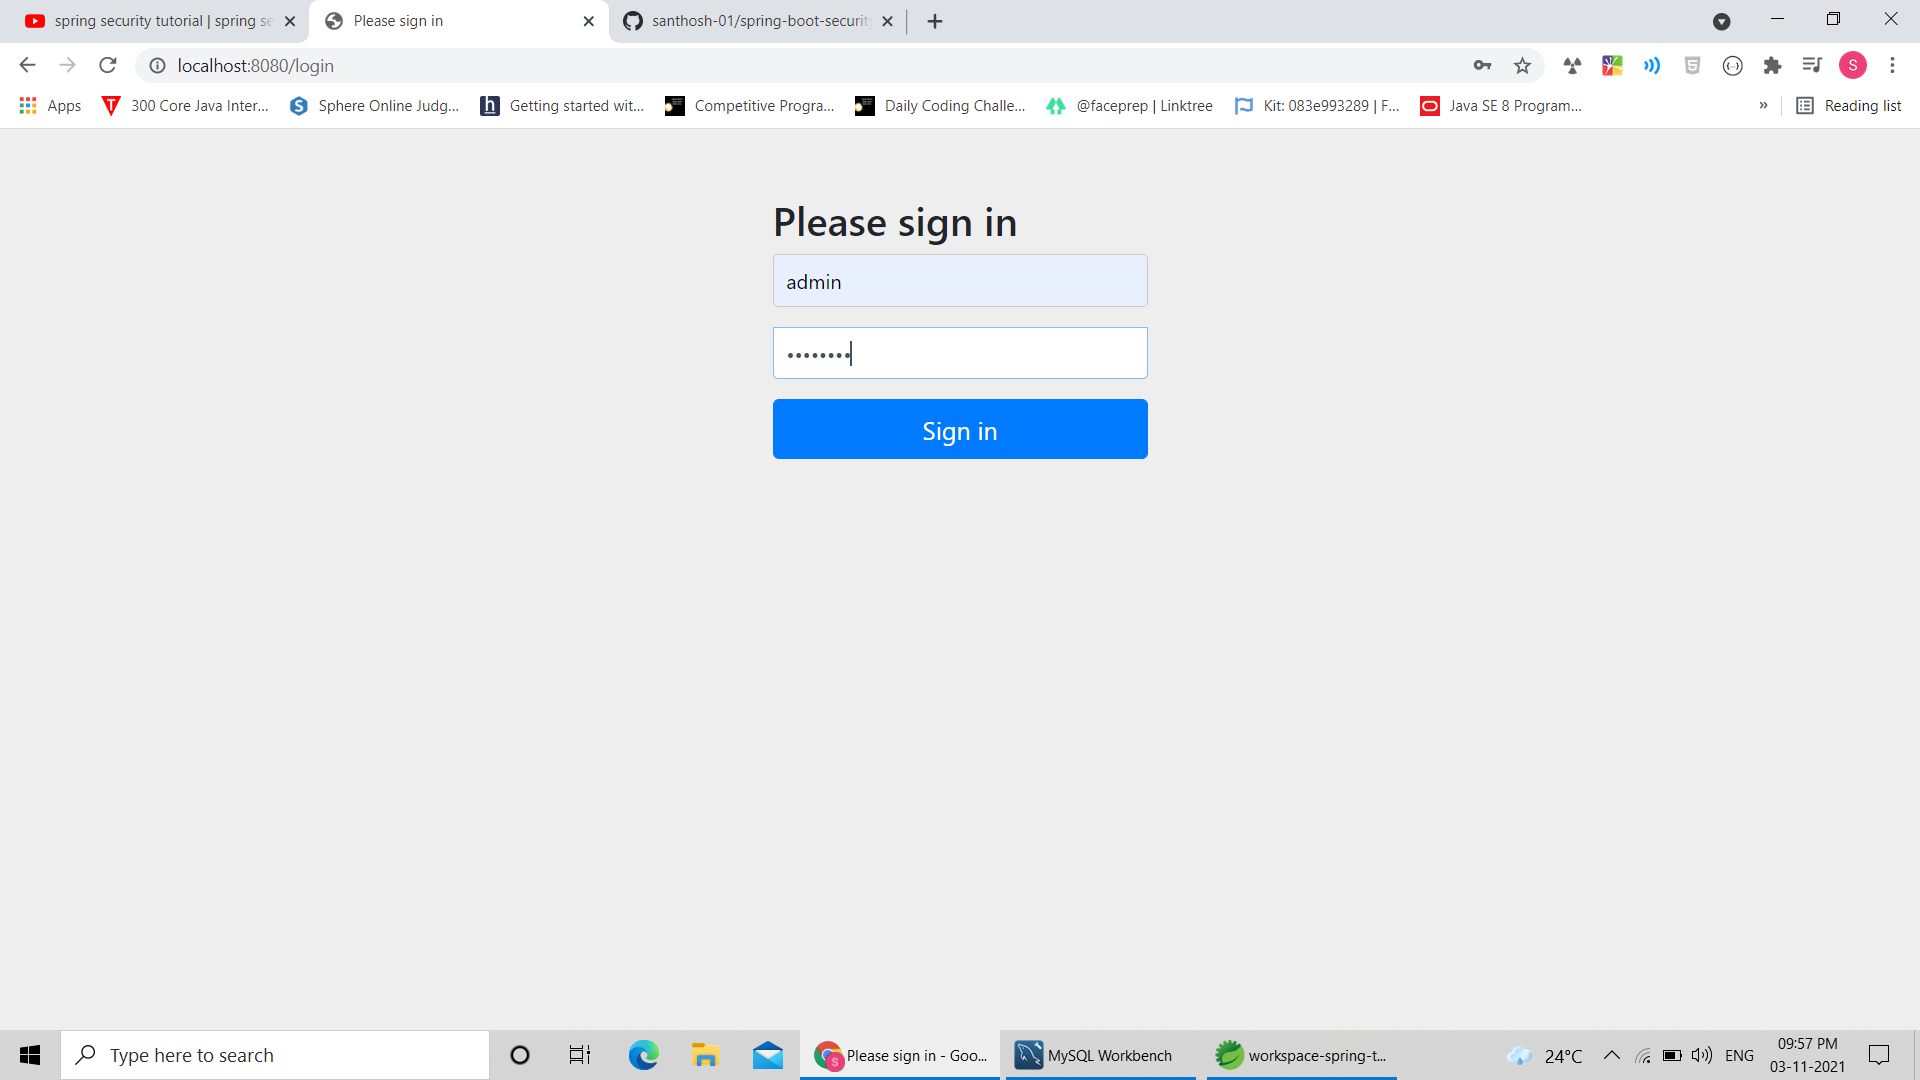 spring security tutorial | spring se
Please sign in
santhosh-01/spring-boot-securit
localhost:8080/login
S
Apps
300 Core Java Inter...
Sphere Online Judg...
Getting started wit...
Competitive Progra...
Daily Coding Challe...
@faceprep | Linktree
Kit: 083e993289 | F...
Java SE 8 Program...
»
Reading list
Please sign in
admin
••••••••
Sign in
Type here to search
Please sign in - Goo...
MySQL Workbench
workspace-spring-t...
24°C
ENG
09:57 PM
03-11-2021